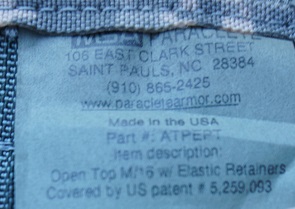 MSA PARACLETE
105 EAST CLARK STREET
SAINT PAULS, NC 28384
(910) 865-2425
www.paracletearmor.com
Made in the USA
Part #: ATPEPT
Item description:
Open Top M/16 w/ Elastic Retainers
Covered by US patent # 5,259,093